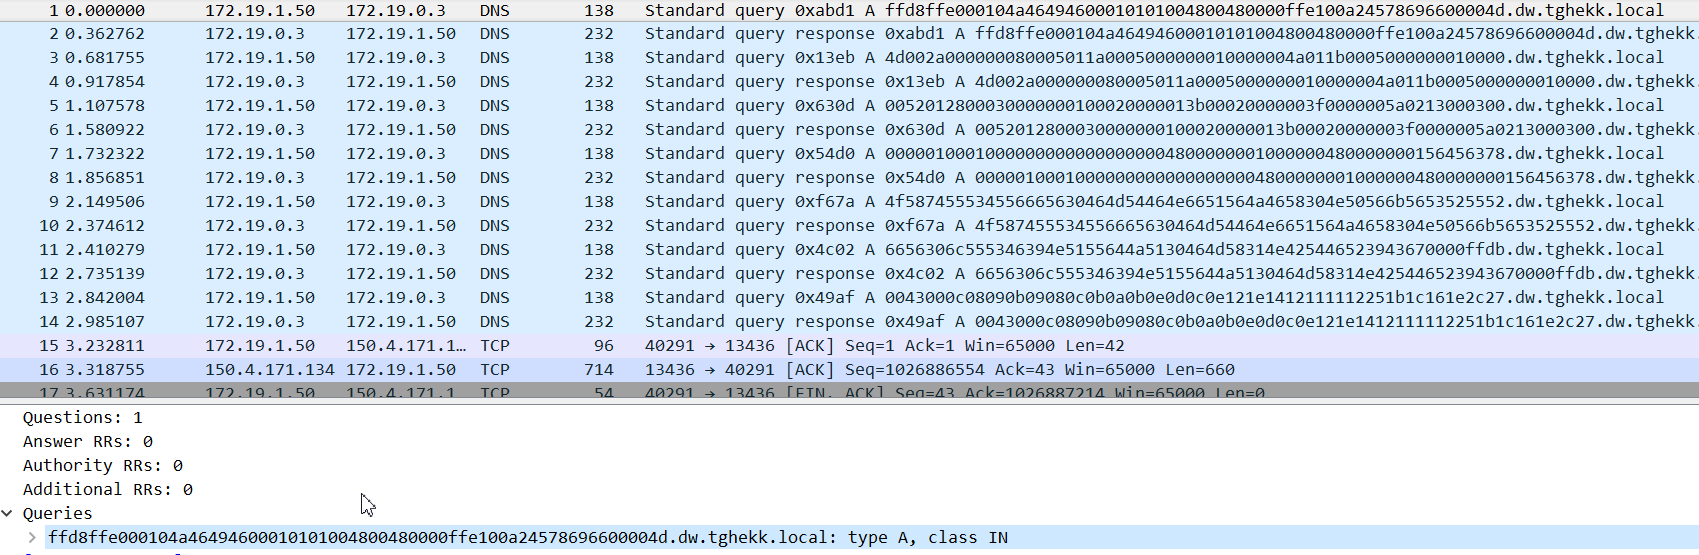 1 0.000000 172.19.1.50 172.19.0.3 DNS 138 Standard query 0xabd1 A ffd8ffe000104a46494600010101004800480000ffe100a24578696600004d.dw.tghekk.local
2 0.362762 172.19.0.3 172.19.1.50 DNS 232 Standard query response 0xabd1 A ffd8ffe000104a46494600010101004800480000ffe100a24578696600004d.dw.tghekk.
3 0.681755 172.19.1.50 172.19.0.3 DNS 138 Standard query 0x13eb A 4d002a000000080005011a0005000000010000004a011b0005000000010000.dw.tghekk.local
4 0.917854 172.19.0.3 172.19.1.50 DNS 232 Standard query response 0x13eb A 4d002a000000080005011a0005000000010000004a011b0005000000010000.dw.tghekk.
5 1.107578 172.19.1.50 172.19.0.3 DNS 138 Standard query 0x630d A 0052012800030000000100020000013b00020000003f0000005a0213000300.dw.tghekk.local
6 1.580922 172.19.0.3 172.19.1.50 DNS 232 Standard query response 0x630d A 0052012800030000000100020000013b00020000003f0000005a0213000300.dw.tghekk.
7 1.732322 172.19.1.50 172.19.0.3 DNS 138 Standard query 0x54d0 A 00000100010000000000000000004800000001000000480000000156456378.dw.tghekk.local
8 1.856851 172.19.0.3 172.19.1.50 DNS 232 Standard query response 0x54d0 A 00000100010000000000000000004800000001000000480000000156456378.dw.tghekk.
9 2.149506 172.19.1.50 172.19.0.3 DNS 138 Standard query 0xf67a A 4f587455534556665630464d54464e6651564a4658304e50566b5653525552.dw.tghekk.local
10 2.374612 172.19.0.3 172.19.1.50 DNS 232 Standard query response 0xf67a A 4f587455534556665630464d54464e6651564a4658304e50566b5653525552.dw.tghekk.
11 2.410279 172.19.1.50 172.19.0.3 DNS 138 Standard query 0x4c02 A 6656306c555346394e5155644a5130464d58314e425446523943670000ffdb.dw.tghekk.local
12 2.735139 172.19.0.3 172.19.1.50 DNS 232 Standard query response 0x4c02 A 6656306c555346394e5155644a5130464d58314e425446523943670000ffdb.dw.tghekk.
13 2.842004 172.19.1.50 172.19.0.3 DNS 138 Standard query 0x49af A 0043000c08090b09080c0b0a0b0e0d0c0e121e1412111112251b1c161e2c27.dw.tghekk.local
14 2.985107 172.19.0.3 172.19.1.50 DNS 232 Standard query response 0x49af A 0043000c08090b09080c0b0a0b0e0d0c0e121e1412111112251b1c161e2c27.dw.tghekk.
15 3.232811 172.19.1.50 150.4.171.1… TCP 96 40291 → 13436 [ACK] Seq=1 Ack=1 Win=65000 Len=42
16 3.318755 150.4.171.134 172.19.1.50 TCP 714 13436 → 40291 [ACK] Seq=1026886554 Ack=43 Win=65000 Len=660
17 3.631174 172.19.1.50 150.4.171.1 TCP 54 40291 → 13436 [FIN, ACK] Seq=43 Ack=1026887214 Win=65000 Len=0
Questions: 1
Answer RRs: 0
Authority RRs: 0
Additional RRs: 0
Queries
ffd8ffe000104a46494600010101004800480000ffe100a24578696600004d.dw.tghekk.local: type A, class IN